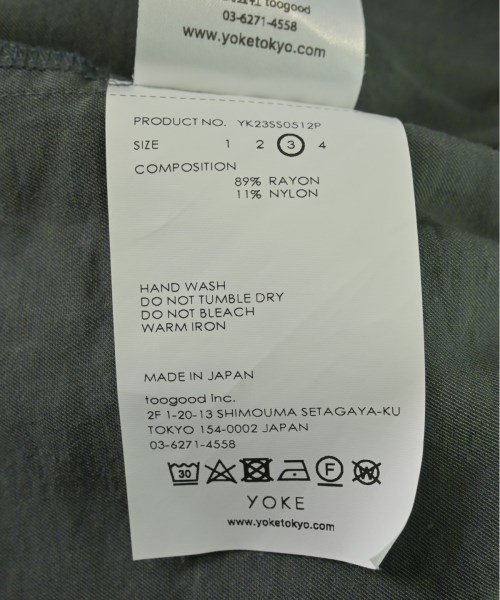 toogood
03-6271-4558
www.yoketokyo.com
PRODUCT NO. YK23SS0512P
SIZE 1 2 3 4
COMPOSITION
89% RAYON
11% NYLON
HAND WASH
DO NOT TUMBLE DRY
DO NOT BLEACH
WARM IRON
MADE IN JAPAN
toogood inc.
2F 1-20-13 SHIMOUMA SETAGAYA-KU
TOKYO 154-0002 JAPAN
03-6271-4558
30 F W
YOKE
www.yoketokyo.com